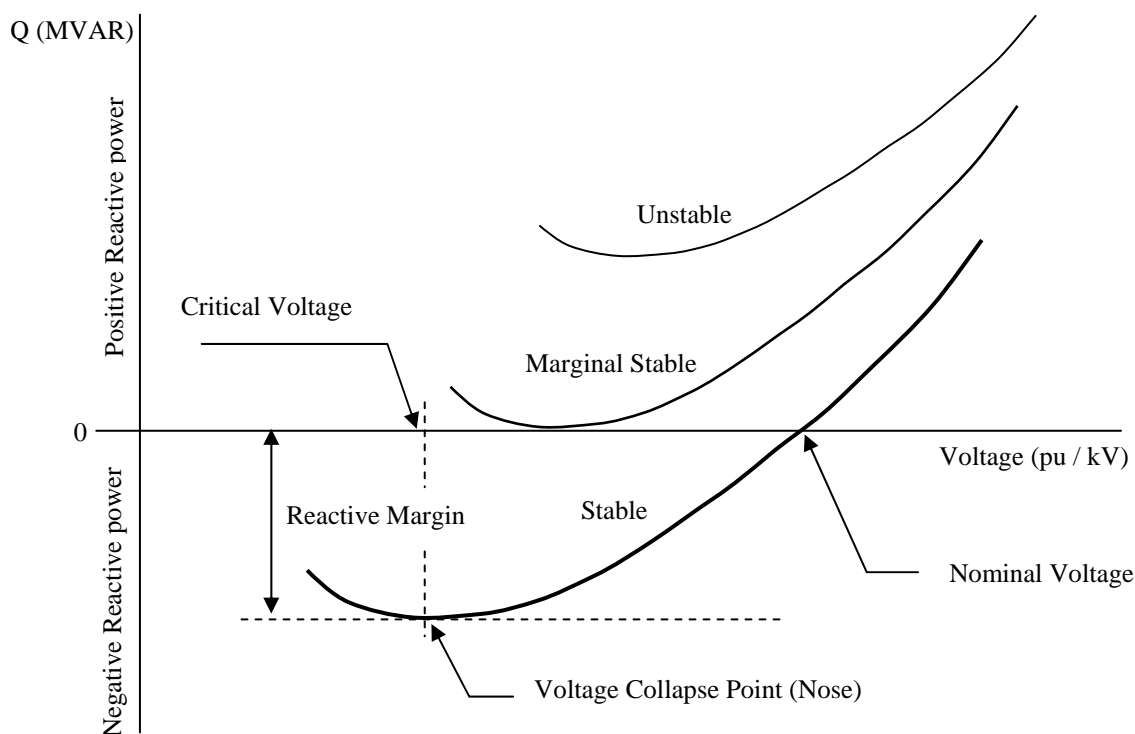 Q (MVAR)
Positive Reactive power
Unstable
Critical Voltage
Marginal Stable
0
Voltage (pu / kV)
Negative Reactive power
Reactive Margin
Stable
Nominal Voltage
Voltage Collapse Point (Nose)